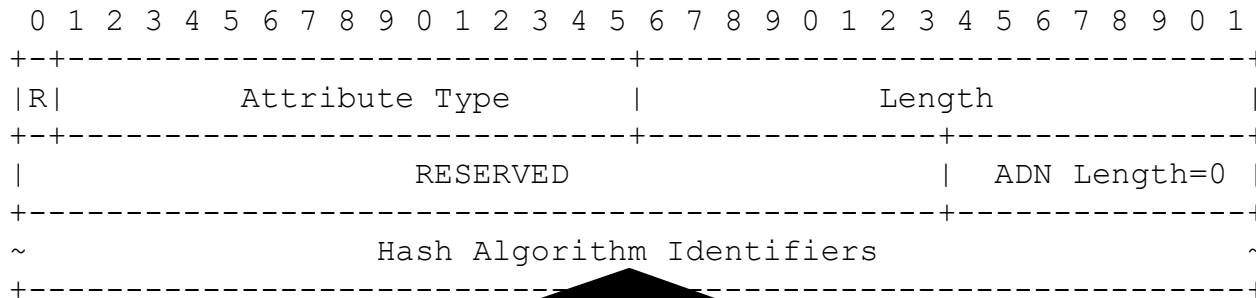 0 1 2 3 4 5 6 7 8 9 0 1 2 3 4 5 6 7 8 9 0 1 2 3 4 5 6 7 8 9 0 1
+-+-----------------------------+-------------------------------+
|R|         Attribute Type      |            Length             |
+-+-----------------------------+---------------+---------------+
|                    RESERVED                   |  ADN Length=0 |
+-----------------------------------------------+---------------+
~                  Hash Algorithm Identifiers                   ~
+---------------------------------------------------------------+